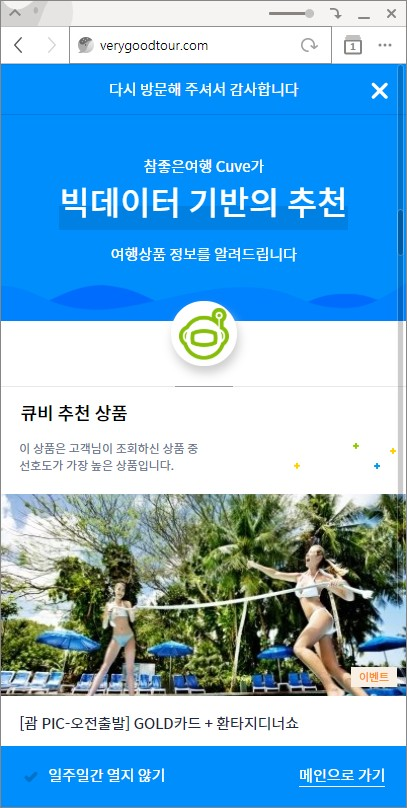 verygoodtour.com
1
다시 방문해 주셔서 감사합니다
참좋은여행 Cuve가
빅데이터 기반의 추천
여행상품 정보를 알려드립니다
큐비 추천 상품
이 상품은 고객님이 조회하신 상품 중
선호도가 가장 높은 상품입니다.
이벤트
[괌 PIC-오전출발] GOLD카드 + 환타지디너쇼
일주일간 열지 않기
메인으로 가기